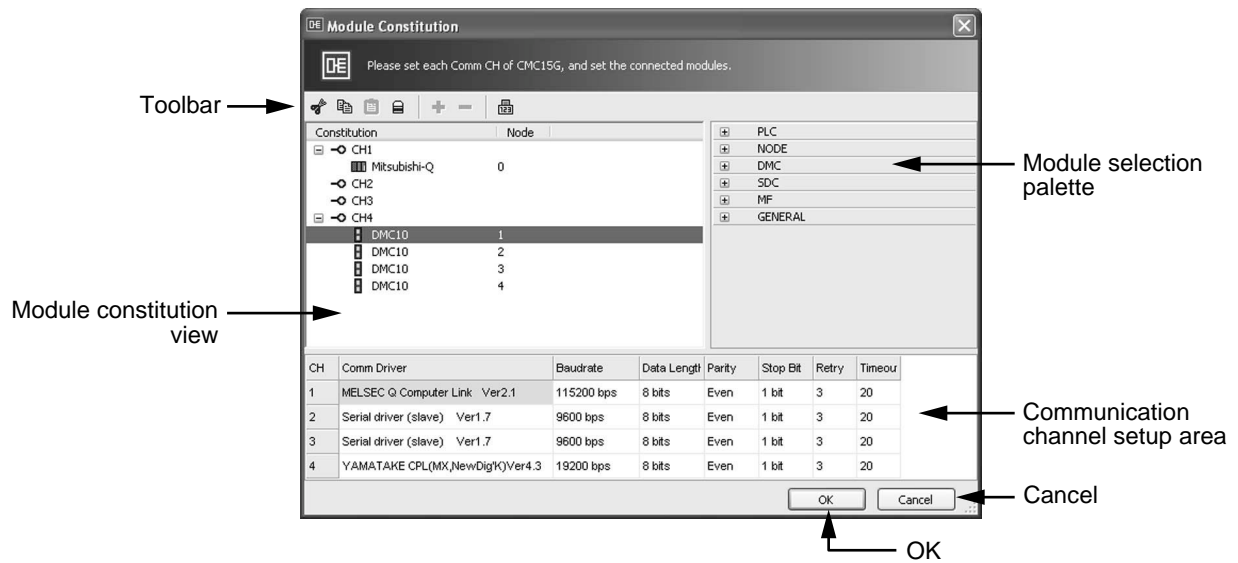 Module Constitution
Please set each Comm CH of CMC15G, and set the connected modules.
Toolbar
Constitution Node
CH1
Mitsubishi-Q 0
CH2
CH3
CH4
DMC10 1
DMC10 2
DMC10 3
DMC10 4
PLC
NODE
DMC
SDC
MF
GENERAL
Module selection
palette
Module constitution
view
CH Comm Driver Baudrate Data Length Parity Stop Bit Retry Timeou
1 MELSEC Q Computer Link Ver2.1 115200 bps 8 bits Even 1 bit 3 20
2 Serial driver (slave) Ver1.7 9600 bps 8 bits Even 1 bit 3 20
3 Serial driver (slave) Ver1.7 9600 bps 8 bits Even 1 bit 3 20
4 YAMATAKE CPL(MX,NewDig'K)Ver4.3 19200 bps 8 bits Even 1 bit 3 20
Communication
channel setup area
OK Cancel
Cancel
OK